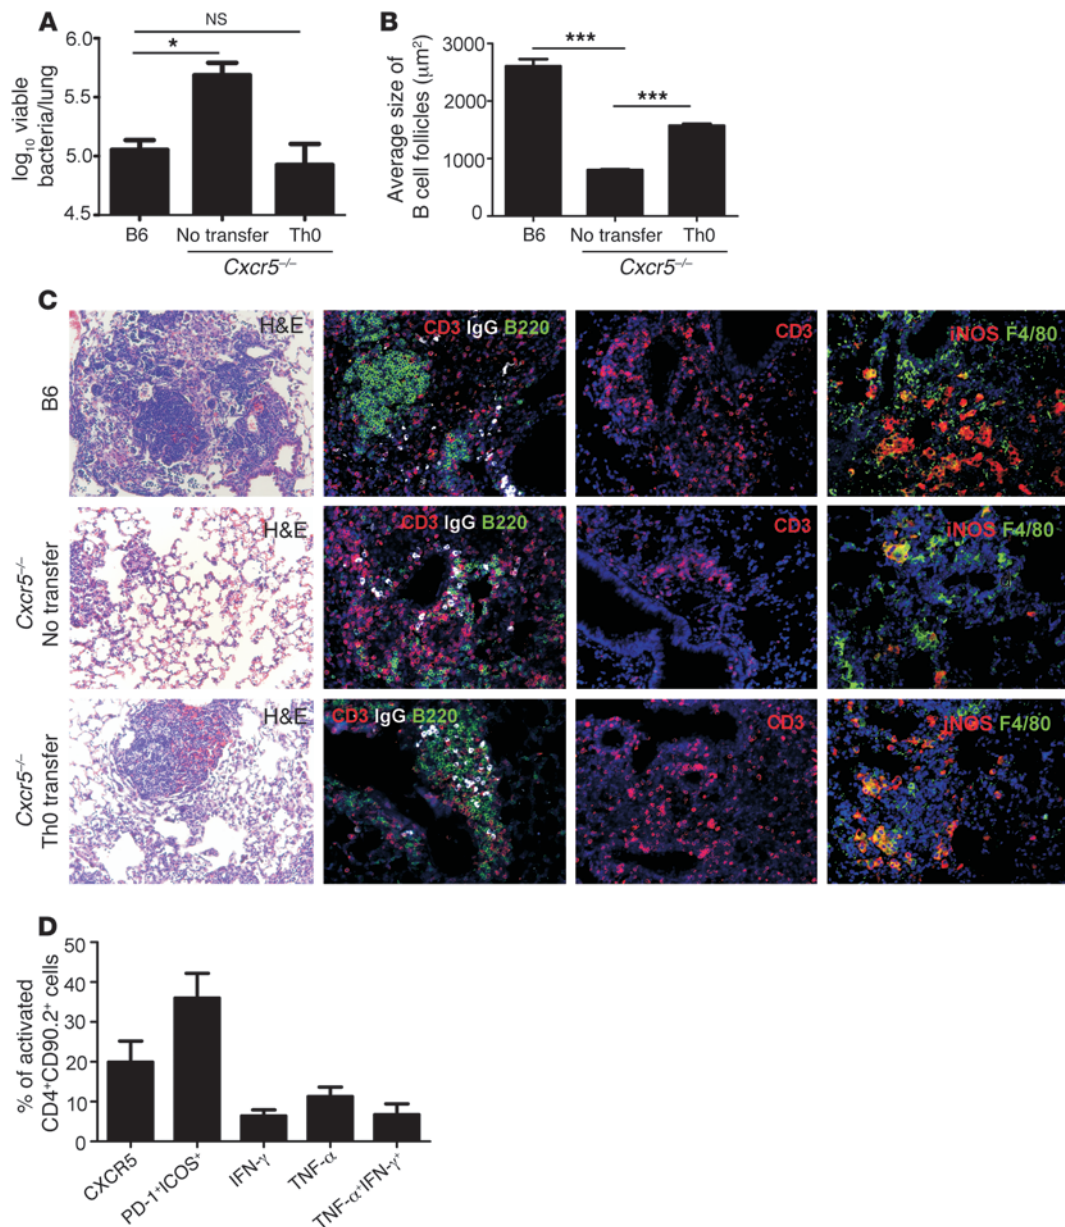 A
log₁₀ viable
bacteria/lung
6.0
5.5
5.0
4.5
NS
*
B6
No transfer
Th0
Cxcr5⁻/⁻
B
Average size of
B cell follicles (μm²)
3000
2000
1000
0
***
***
B6
No transfer
Th0
Cxcr5⁻/⁻
C
B6
H&E
CD3 IgG B220
CD3
iNOS F4/80
Cxcr5⁻/⁻
No transfer
H&E
CD3 IgG B220
CD3
iNOS F4/80
Cxcr5⁻/⁻
Th0 transfer
H&E
CD3 IgG B220
CD3
iNOS F4/80
D
% of activated
CD4⁺CD90.2⁺ cells
50
40
30
20
10
0
CXCR5
PD-1⁺ICOS⁺
IFN-γ
TNF-α
TNF-α⁺IFN-γ⁺